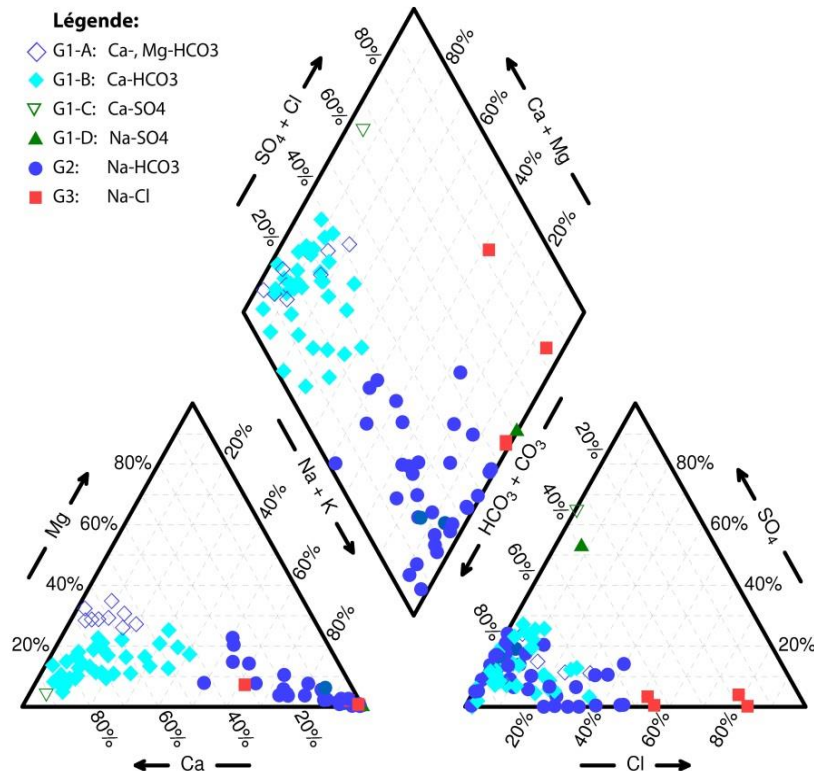 Légende:
G1-A: Ca-, Mg-HCO3
G1-B: Ca-HCO3
G1-C: Ca-SO4
G1-D: Na-SO4
G2: Na-HCO3
G3: Na-Cl
80%
60%
40%
20%
SO4 + Cl
80%
60%
40%
20%
Ca + Mg
Na + K
HCO3 + CO3
80%
60%
40%
20%
Mg
20%
40%
60%
80%
80%
60%
40%
20%
Ca
20%
40%
60%
80%
80%
60%
40%
20%
SO4
20%
40%
60%
80%
Cl